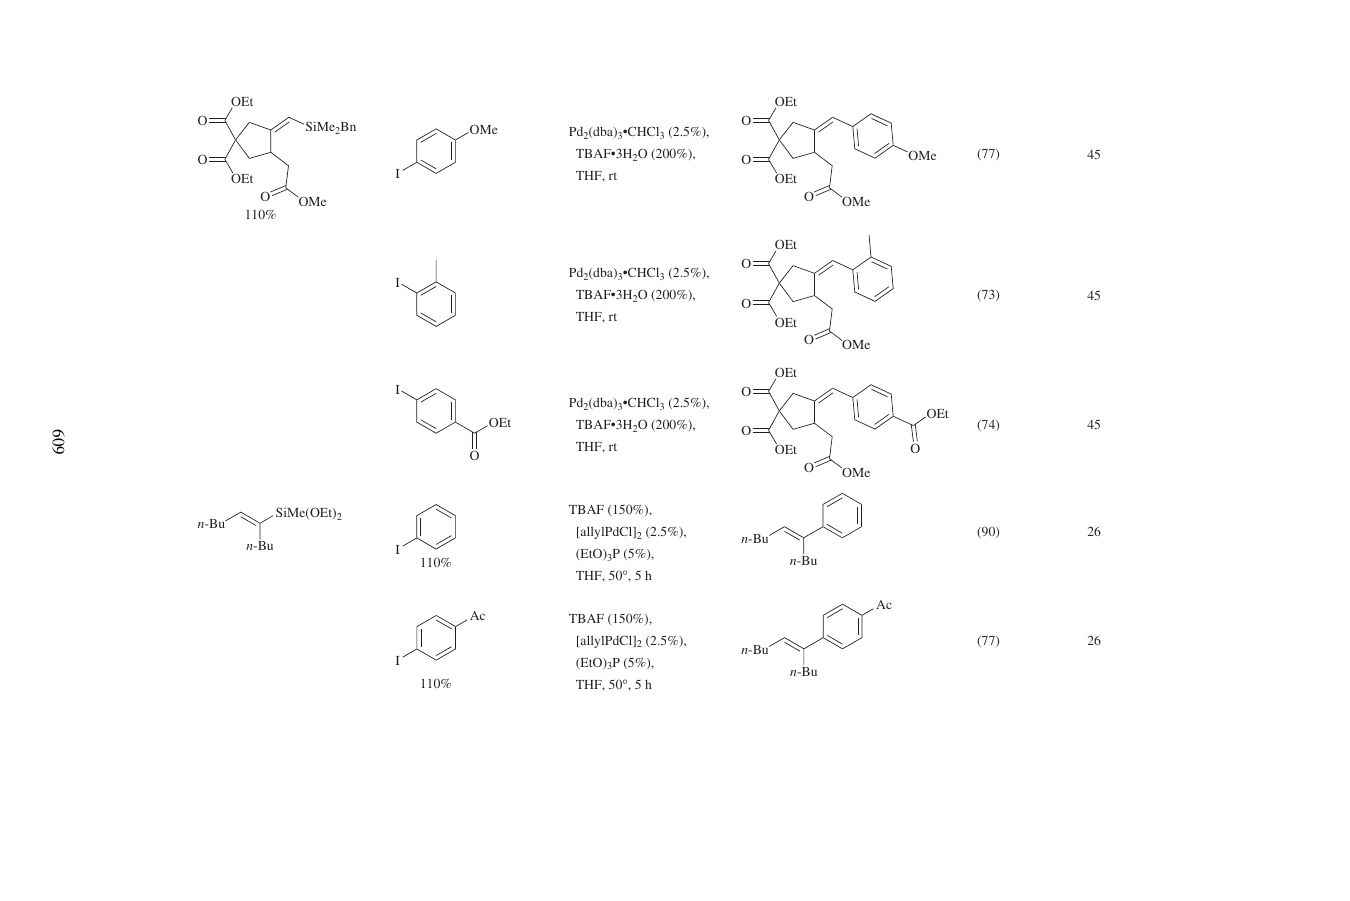 OEt
O
SiMe2Bn
O
OEt
O
OMe
110%
OMe
I
Pd2(dba)3•CHCl3 (2.5%),
TBAF•3H2O (200%),
THF, rt
OEt
O
O
OMe
OEt
O
OMe
(77)
45
I
Pd2(dba)3•CHCl3 (2.5%),
TBAF•3H2O (200%),
THF, rt
OEt
O
O
OEt
O
OMe
(73)
45
I
OEt
O
Pd2(dba)3•CHCl3 (2.5%),
TBAF•3H2O (200%),
THF, rt
OEt
O
OEt
O
OEt
O
O
OMe
(74)
45
609
SiMe(OEt)2
n-Bu
n-Bu
I
110%
TBAF (150%),
[allylPdCl]2 (2.5%),
(EtO)3P (5%),
THF, 50°, 5 h
n-Bu
n-Bu
(90)
26
Ac
I
110%
TBAF (150%),
[allylPdCl]2 (2.5%),
(EtO)3P (5%),
THF, 50°, 5 h
Ac
n-Bu
n-Bu
(77)
26